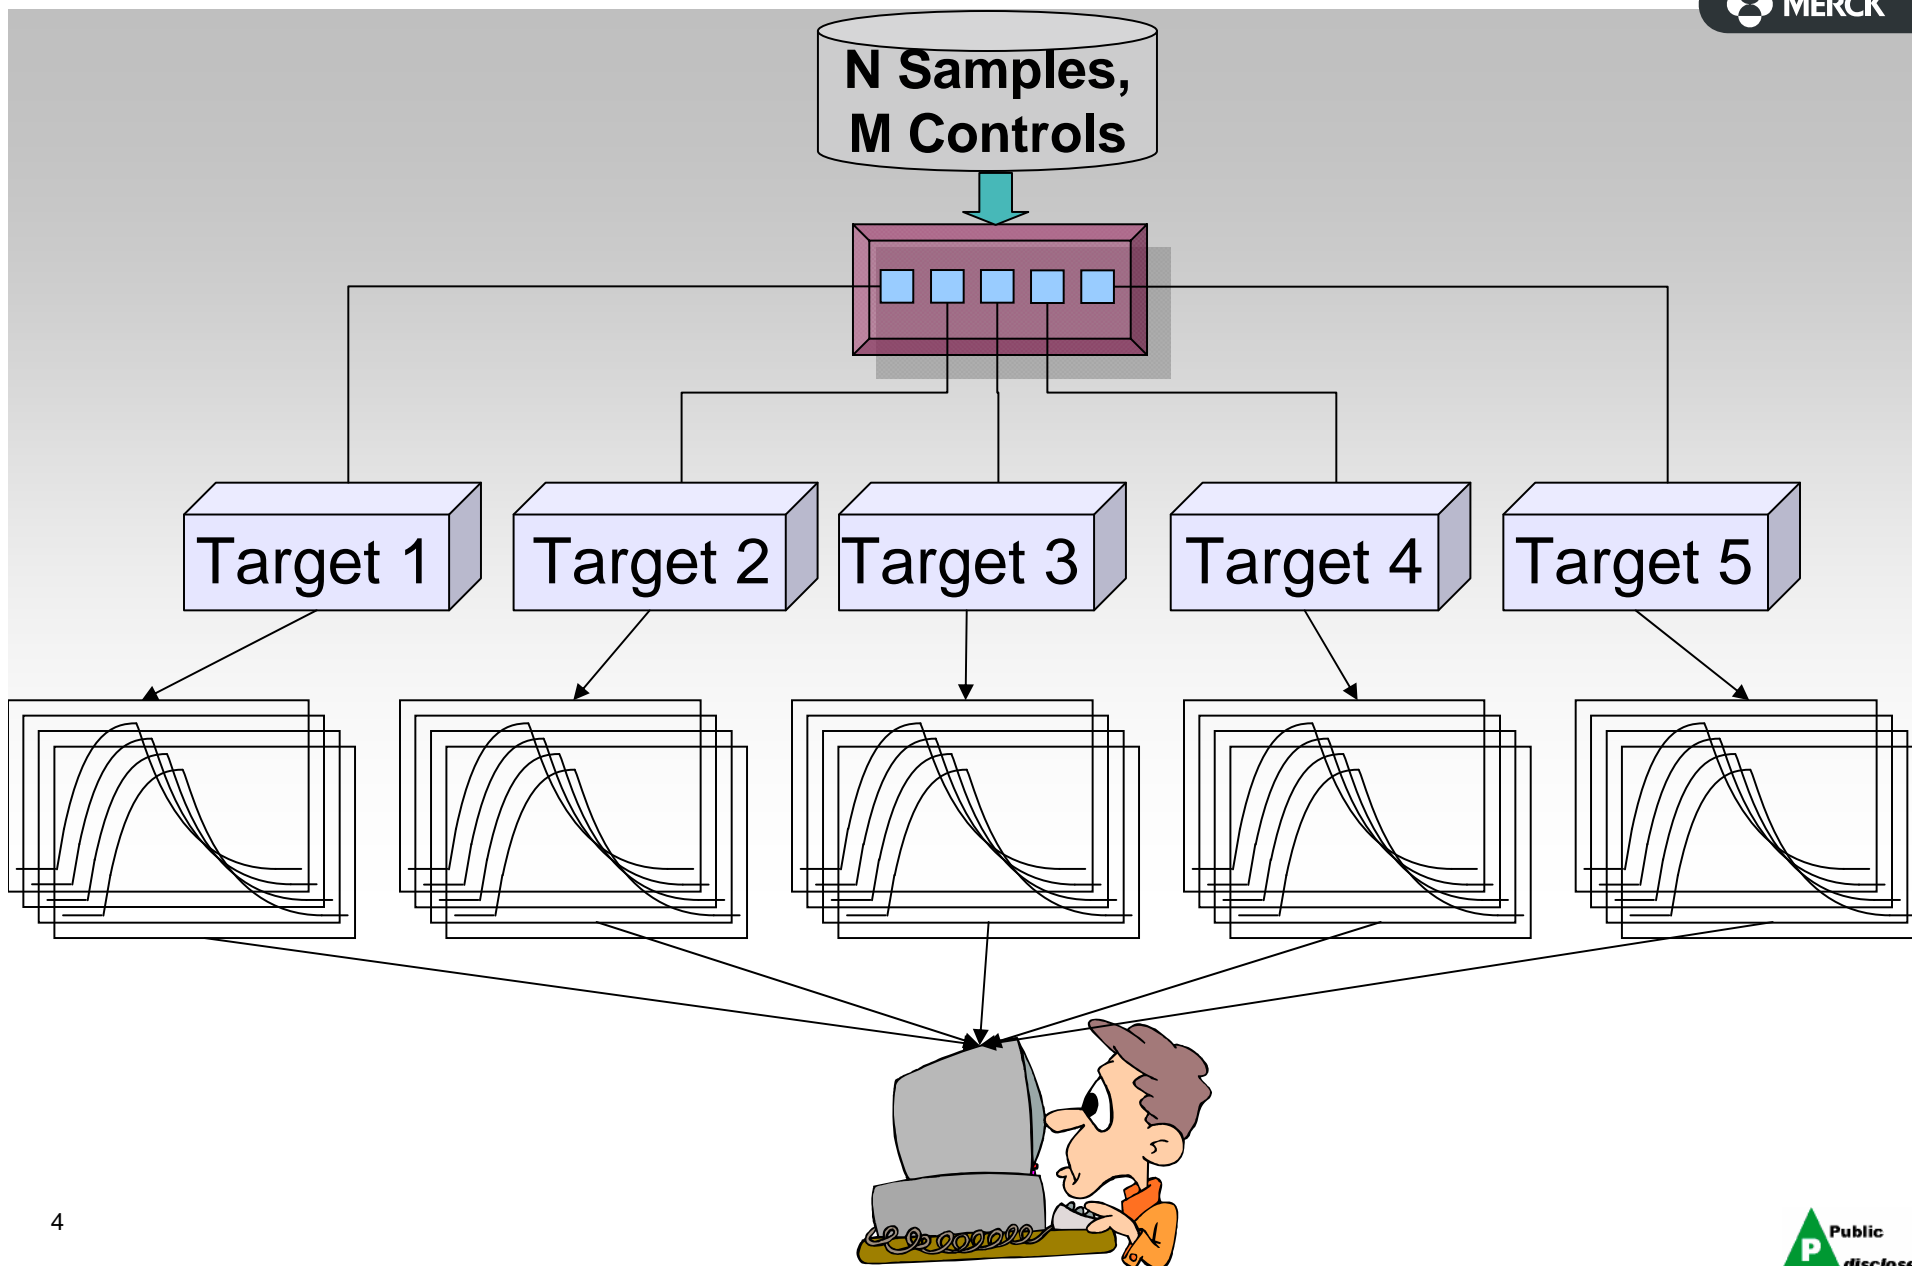 MERCK
N Samples,
M Controls
Target 1
Target 2
Target 3
Target 4
Target 5
4
Public
P